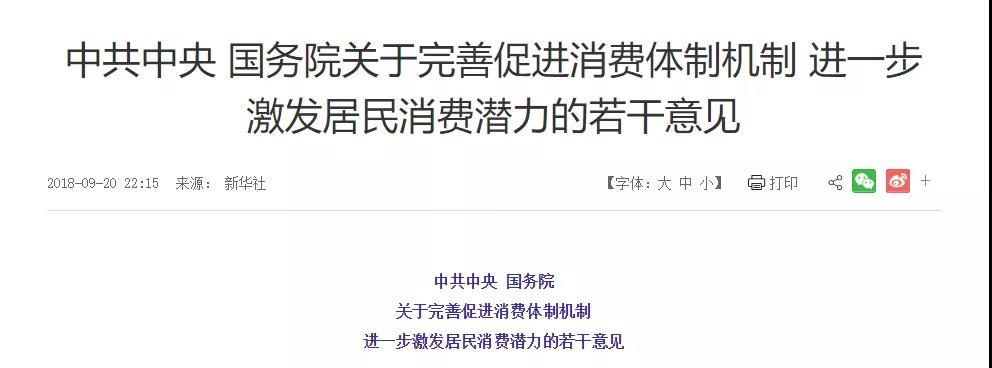 中共中央 国务院关于完善促进消费体制机制 进一步
激发居民消费潜力的若干意见
2018-09-20 22:15 来源： 新华社 【字体：大 中 小】 打印
中共中央 国务院
关于完善促进消费体制机制
进一步激发居民消费潜力的若干意见